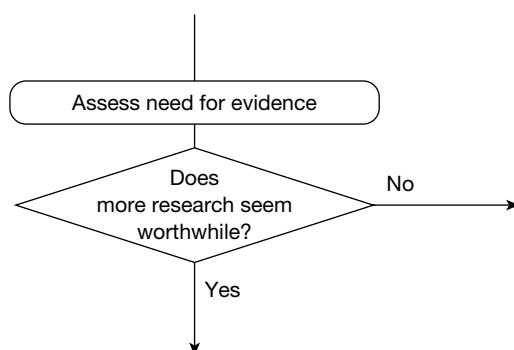 Assess need for evidence
Does
more research seem
worthwhile?
No
Yes